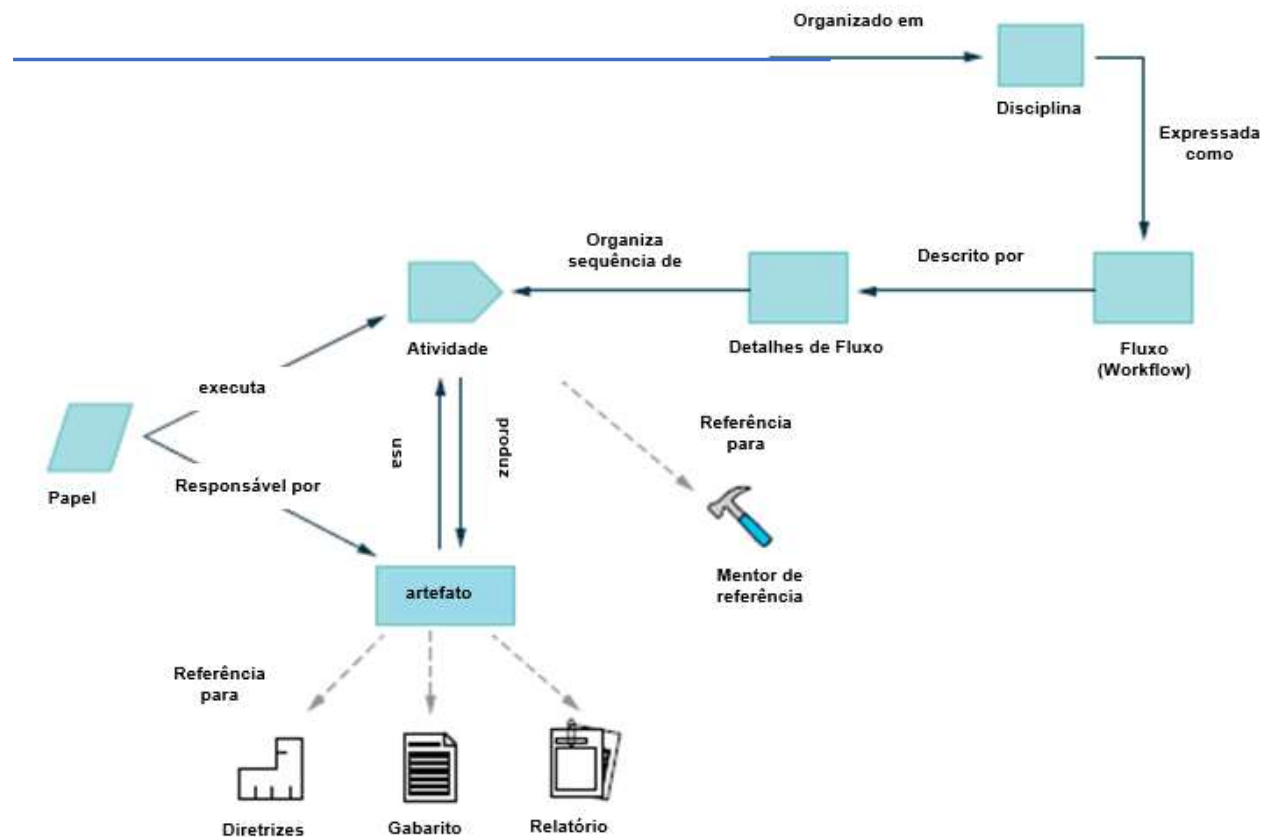 Organizado em
Disciplina
Expressada
como
Organiza
sequência de
Descrito por
Atividade
Detalhes de Fluxo
Fluxo
(Workflow)
executa
usa
produz
Referência
para
Papel
Responsável por
Mentor de
referência
artefato
Referência
para
Diretrizes
Gabarito
Relatório